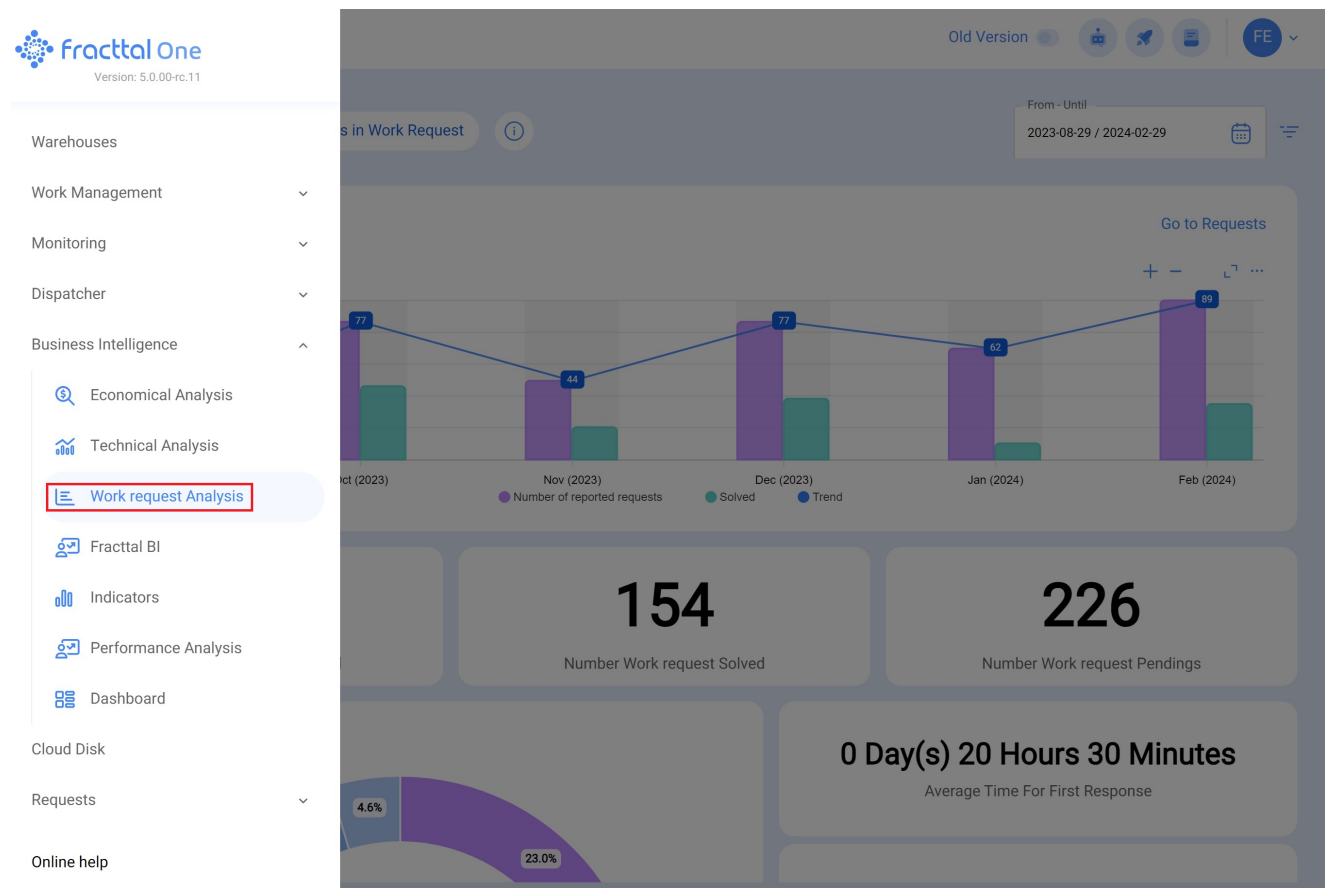 fracttal One
Version: 5.0.00-rc.11
Warehouses
Work Management
Monitoring
Dispatcher
Business Intelligence
Economical Analysis
Technical Analysis
Work request Analysis
Fracttal BI
Indicators
Performance Analysis
Dashboard
Cloud Disk
Requests
Online help
Old Version
FE
in Work Request
From - Until
2023-08-29 / 2024-02-29
Go to Requests
77
44
77
62
89
(2023)
Nov (2023)
Dec (2023)
Jan (2024)
Feb (2024)
Number of reported requests
Solved
Trend
154
Number Work request Solved
226
Number Work request Pendings
0 Day(s) 20 Hours 30 Minutes
Average Time For First Response
4.6%
23.0%